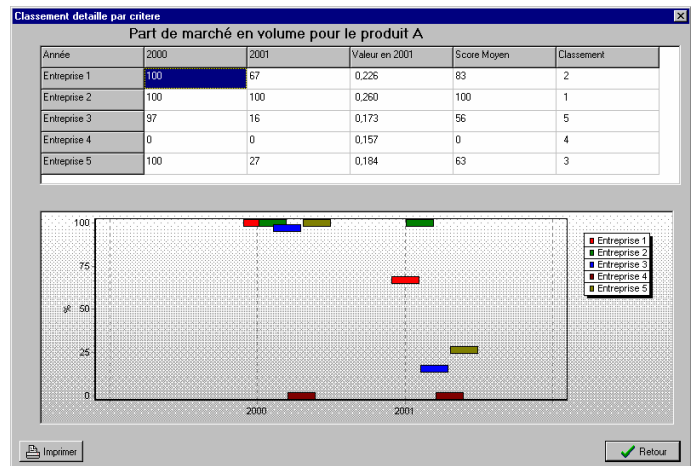 Classement detaille par critere
Part de marché en volume pour le produit A
Année 2000 2001 Valeur en 2001 Score Moyen Classement
Entreprise 1 100 67 0,226 83 2
Entreprise 2 100 100 0,260 100 1
Entreprise 3 97 16 0,173 56 5
Entreprise 4 0 0 0,157 0 4
Entreprise 5 100 27 0,184 63 3
100
75
% 50
25
0
2000 2001
Entreprise 1
Entreprise 2
Entreprise 3
Entreprise 4
Entreprise 5
Imprimer Retour